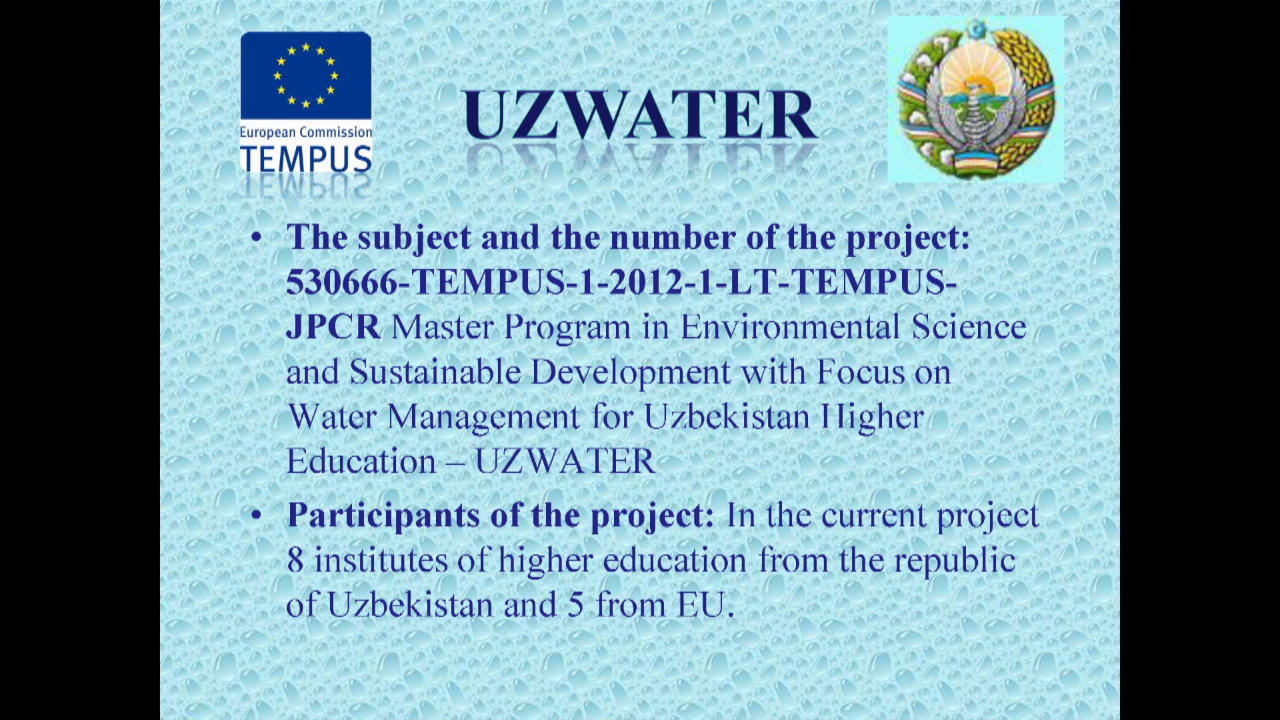 European Commission
TEMPUS
UZWATER
• The subject and the number of the project:
530666-TEMPUS-1-2012-1-LT-TEMPUS-
JPCR Master Program in Environmental Science
and Sustainable Development with Focus on
Water Management for Uzbekistan Higher
Education – UZWATER
• Participants of the project: In the current project
8 institutes of higher education from the republic
of Uzbekistan and 5 from EU.